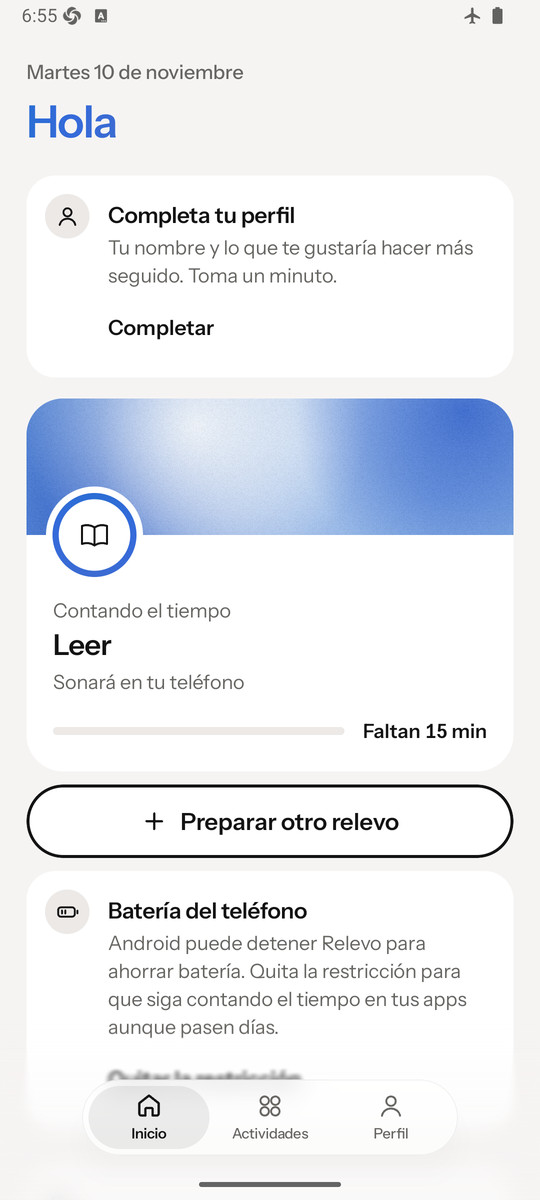 6:55
Martes 10 de noviembre
Hola
Completa tu perfil
Tu nombre y lo que te gustaría hacer más
seguido. Toma un minuto.
Completar
Contando el tiempo
Leer
Sonará en tu teléfono
Faltan 15 min
Preparar otro relevo
Batería del teléfono
Android puede detener Relevo para
ahorrar batería. Quita la restricción para
que siga contando el tiempo en tus apps
aunque pasen días.
Quitar la restricción
Inicio
Actividades
Perfil